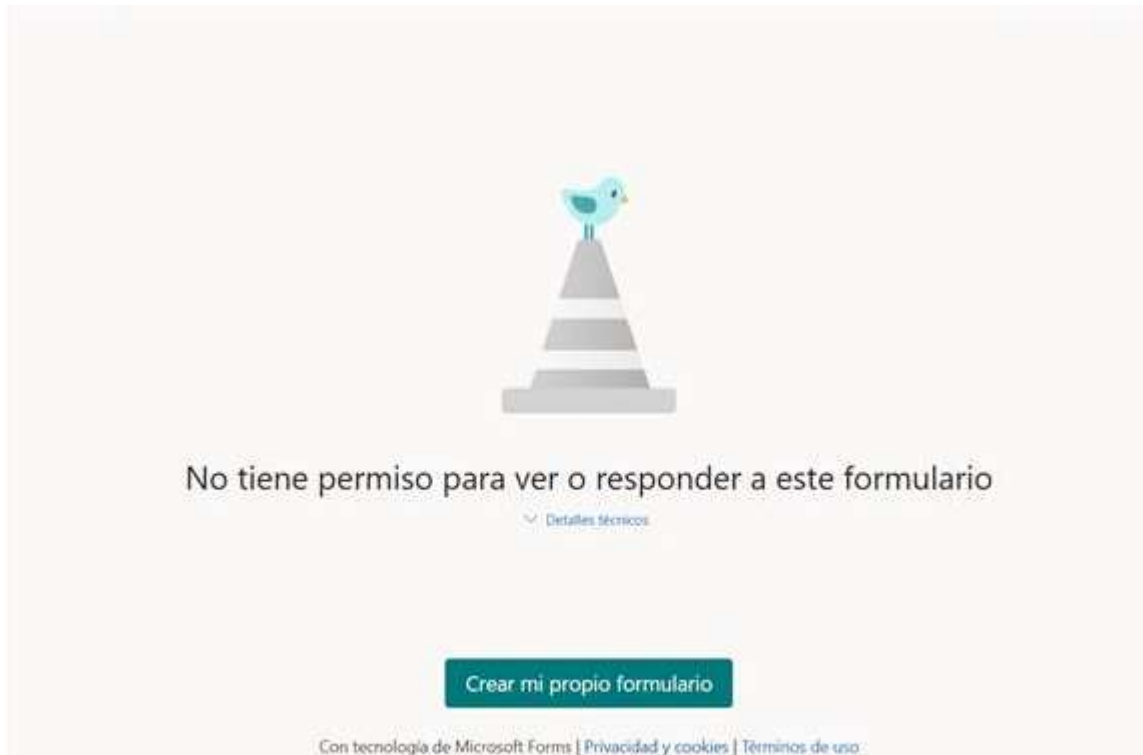 No tiene permiso para ver o responder a este formulario
Detalles técnicos
Crear mi propio formulario
Con tecnología de Microsoft Forms | Privacidad y cookies | Términos de uso